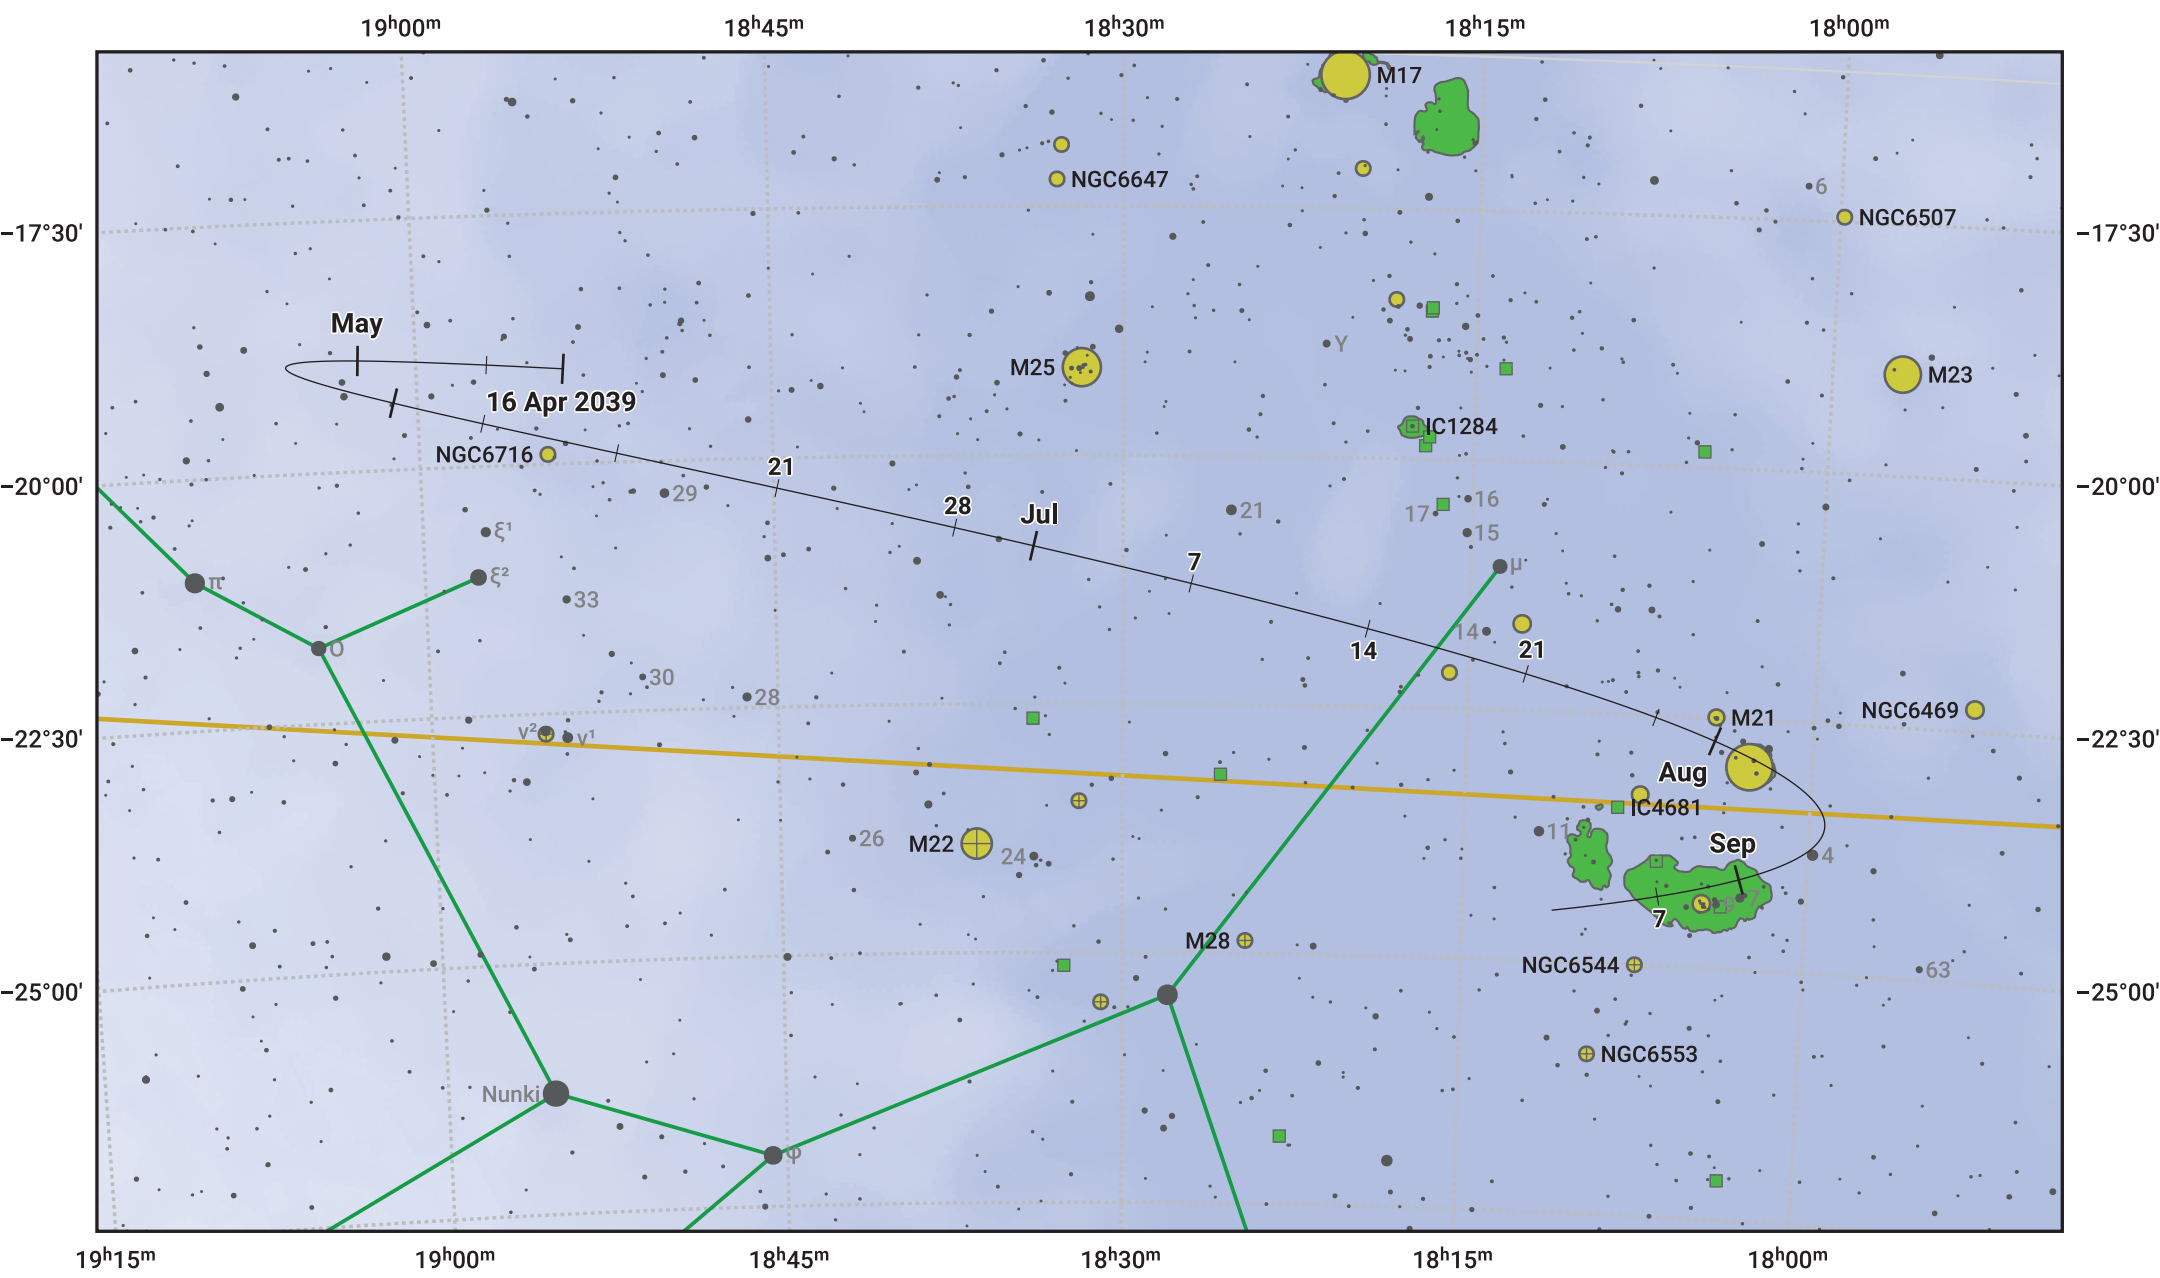 19ʰ00ᵐ 18ʰ45ᵐ 18ʰ30ᵐ 18ʰ15ᵐ 18ʰ00ᵐ
M17
NGC6647
6
NGC6507
−17°30' −17°30'
May
Y
M25
M23
16 Apr 2039
IC1284
NGC6716
21
−20°00' −20°00'
29
28
Jul
21
16
17
15
ξ¹
7
μ
ξ²
π
33
14
ο
14
21
30
28
NGC6469
M21
ν²
ν¹
−22°30' −22°30'
Aug
IC4681
11
26
M22
24
Sep
4
7
9
7
M28
NGC6544
63
−25°00' −25°00'
NGC6553
Nunki
φ
19ʰ15ᵐ 19ʰ00ᵐ 18ʰ45ᵐ 18ʰ30ᵐ 18ʰ15ᵐ 18ʰ00ᵐ